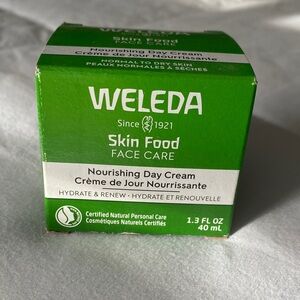 Skin Food
FACE CARE
Nourishing Day Cream
Crème de Jour Nourrissante
NORMAL TO DRY SKIN
PEAUX NORMALES À SÈCHES
WELEDA
Since 1921
Skin Food
FACE CARE
Nourishing Day Cream
Crème de Jour Nourrissante
HYDRATE & RENEW · HYDRATE ET RENOUVELLE
Certified Natural Personal Care
Cosmétiques Naturels Certifiés
1.3 FL OZ
40 mL